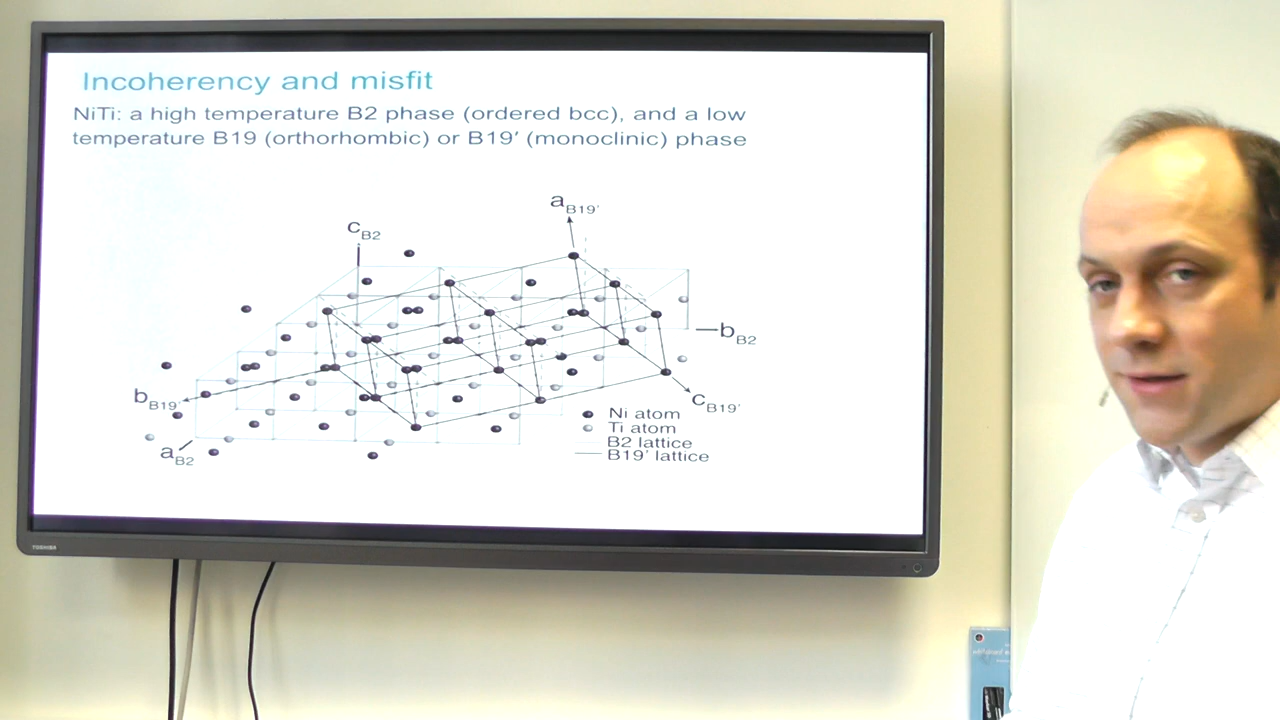 Incoherency and misfit
NiTi: a high temperature B2 phase (ordered bcc), and a low
temperature B19 (orthorhombic) or B19′ (monoclinic) phase
aB19′
cB2
bB2
bB19′
cB19′
aB2
Ni atom
Ti atom
B2 lattice
B19′ lattice
TOSHIBA